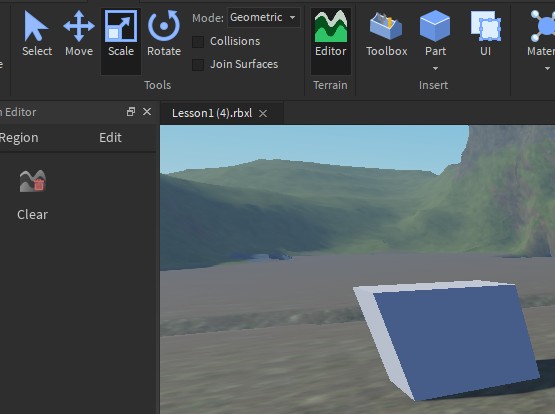 Select
Move
Scale
Rotate
Mode: Geometric
Collisions
Join Surfaces
Editor
Toolbox
Part
UI
Tools
Terrain
Insert
Editor
Lesson1 (4).rbxl
Region
Edit
Clear